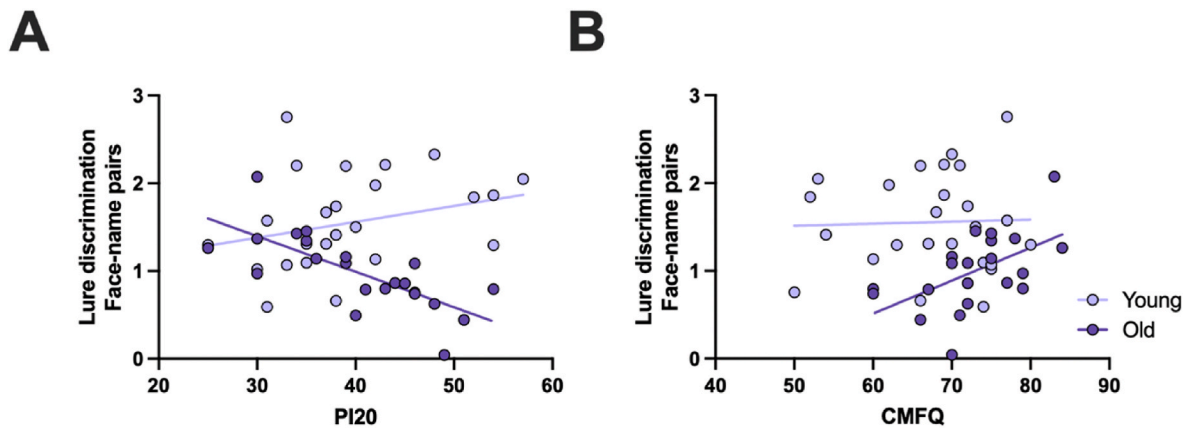 A
B
Lure discrimination
Face-name pairs
3
2
1
0
20
30
40
50
60
PI20
Lure discrimination
Face-name pairs
3
2
1
0
40
50
60
70
80
90
CMFQ
Young
Old